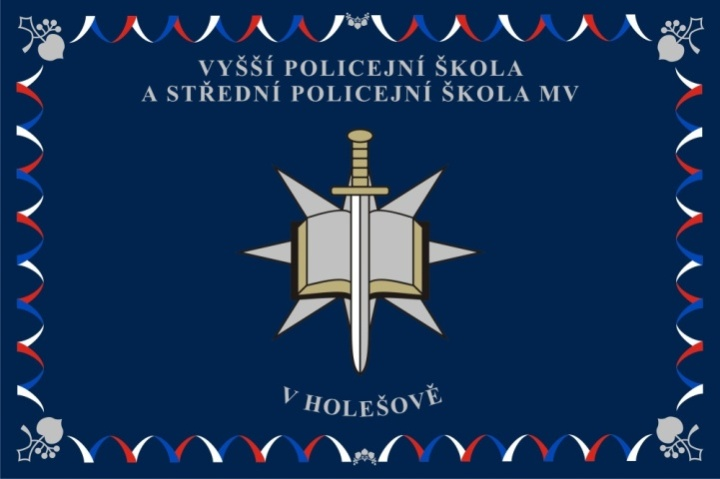 VYŠŠÍ POLICEJNÍ ŠKOLA
A STŘEDNÍ POLICEJNÍ ŠKOLA MV
V HOLEŠOVĚ